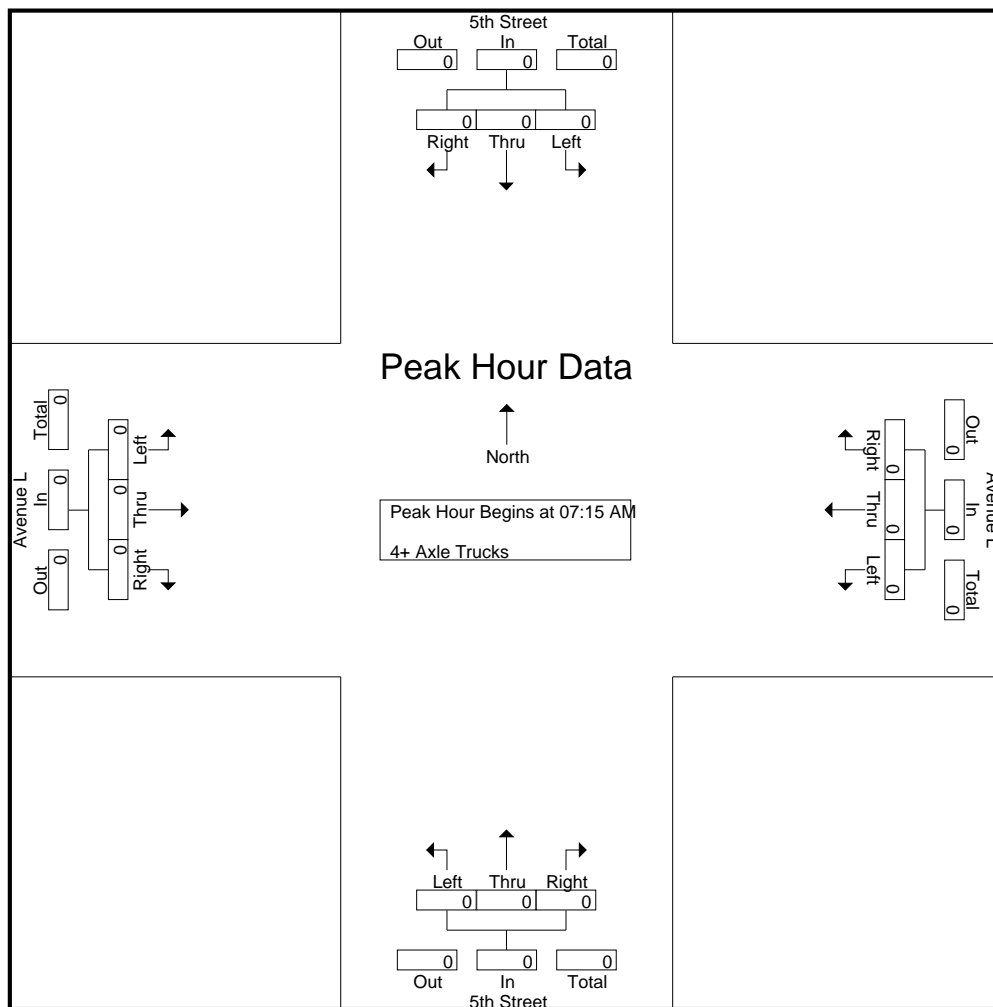 5th Street
Out In Total
0 0 0
0 0 0
Right Thru Left
Peak Hour Data
North
Peak Hour Begins at 07:15 AM
4+ Axle Trucks
Avenue L
Total In Out
0 0 0
0 0 0
Left Thru Right
Avenue L
Out In Total
0 0 0
0 0 0
Right Thru Left
Left Thru Right
0 0 0
0 0 0
Out In Total
5th Street